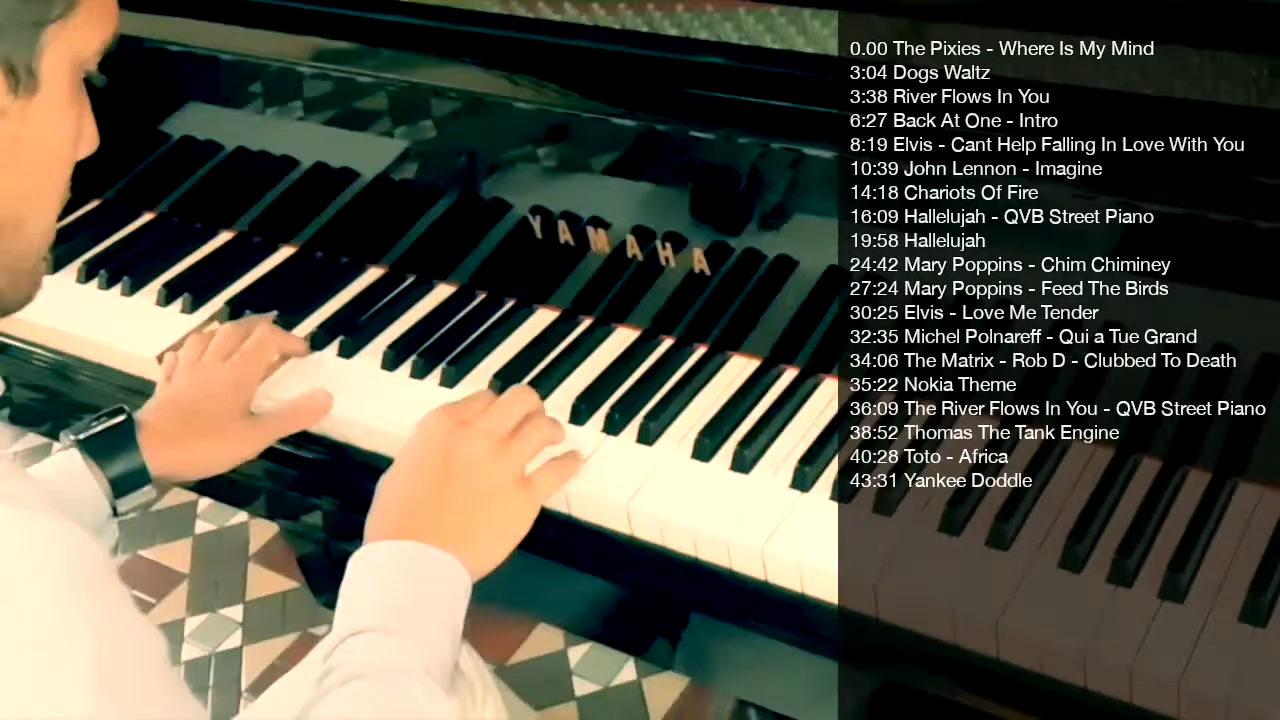 YAMAHA
0.00 The Pixies - Where Is My Mind
3:04 Dogs Waltz
3:38 River Flows In You
6:27 Back At One - Intro
8:19 Elvis - Cant Help Falling In Love With You
10:39 John Lennon - Imagine
14:18 Chariots Of Fire
16:09 Hallelujah - QVB Street Piano
19:58 Hallelujah
24:42 Mary Poppins - Chim Chiminey
27:24 Mary Poppins - Feed The Birds
30:25 Elvis - Love Me Tender
32:35 Michel Polnareff - Qui a Tue Grand
34:06 The Matrix - Rob D - Clubbed To Death
35:22 Nokia Theme
36:09 The River Flows In You - QVB Street Piano
38:52 Thomas The Tank Engine
40:28 Toto - Africa
43:31 Yankee Doddle